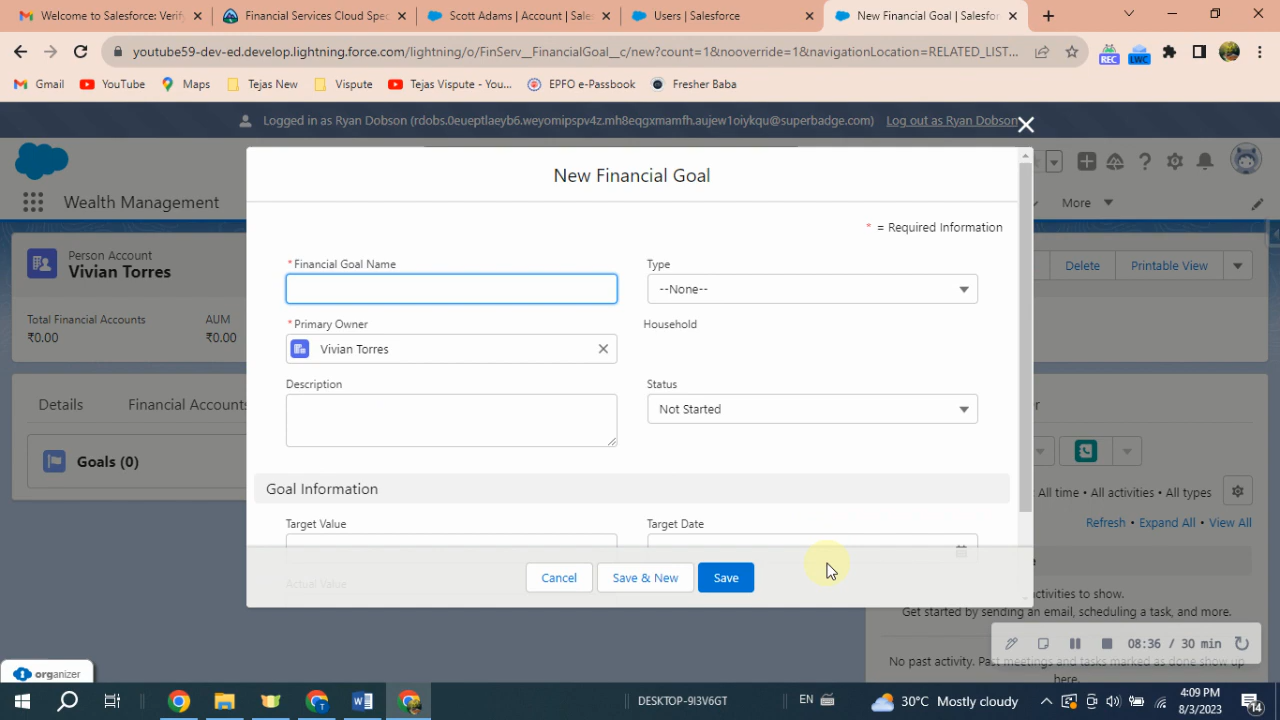 Welcome to Salesforce: Verify
Financial Services Cloud Spec
Scott Adams | Account | Sales
Users | Salesforce
New Financial Goal | Salesfor
youtube59-dev-ed.develop.lightning.force.com/lightning/o/FinServ__FinancialGoal__c/new?count=1&nooverride=1&navigationLocation=RELATED_LIST...
REC
LWC
Gmail
YouTube
Maps
Tejas New
Vispute
Tejas Vispute - You...
EPFO e-Passbook
Fresher Baba
Logged in as Ryan Dobson (rdobs.0eueptlaeyb6.weyomipspv4z.mh8eqgxmamfh.aujew1oiykqu@superbadge.com)
Log out as Ryan Dobson
Wealth Management
More
New Financial Goal
* = Required Information
Person Account
Vivian Torres
Delete
Printable View
Total Financial Accounts
AUM
₹0.00
₹0.00
*Financial Goal Name
Type
--None--
*Primary Owner
Household
Vivian Torres
Description
Status
Not Started
Details
Financial Accounts
Goals (0)
All time • All activities • All types
Refresh • Expand All • View All
Goal Information
Target Value
Target Date
Actual Value
Cancel
Save & New
Save
ctivities to show.
Get started by sending an email, scheduling a task, and more.
08:36 / 30 min
No past activity. Past meetings and tasks marked as done show up
here.
organizer
DESKTOP-9I3V6GT
EN
30°C Mostly cloudy
4:09 PM
8/3/2023
14